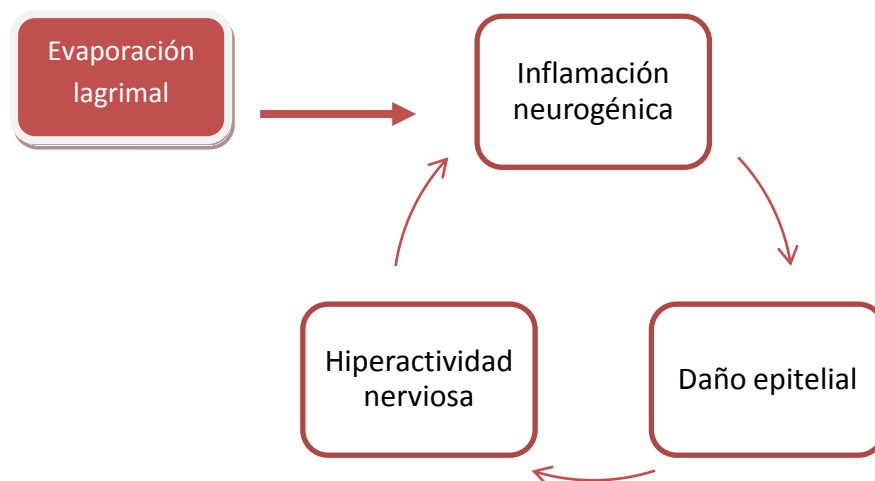 Evaporación
lagrimal
Inflamación
neurogénica
Hiperactividad
nerviosa
Daño epitelial